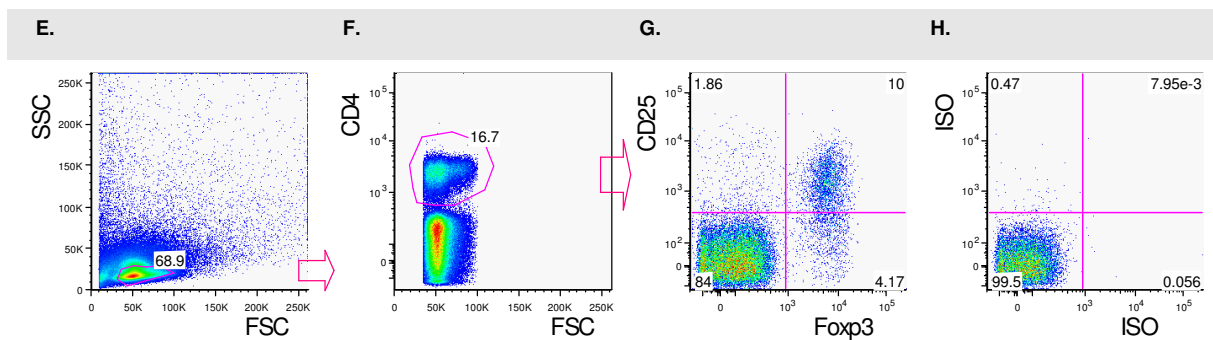 E. F. G. H.
SSC
250K
200K
150K
100K
50K
0
68.9
0 50K 100K 150K 200K 250K
FSC
CD4
10^5
10^4
10^3
0
16.7
0 50K 100K 150K 200K 250K
FSC
CD25
10^5
10^4
10^3
10^2
0
1.86 10
84 4.17
0 10^3 10^4 10^5
Foxp3
ISO
10^5
10^4
10^3
10^2
0
0.47 7.95e-3
99.5 0.056
0 10^3 10^4 10^5
ISO